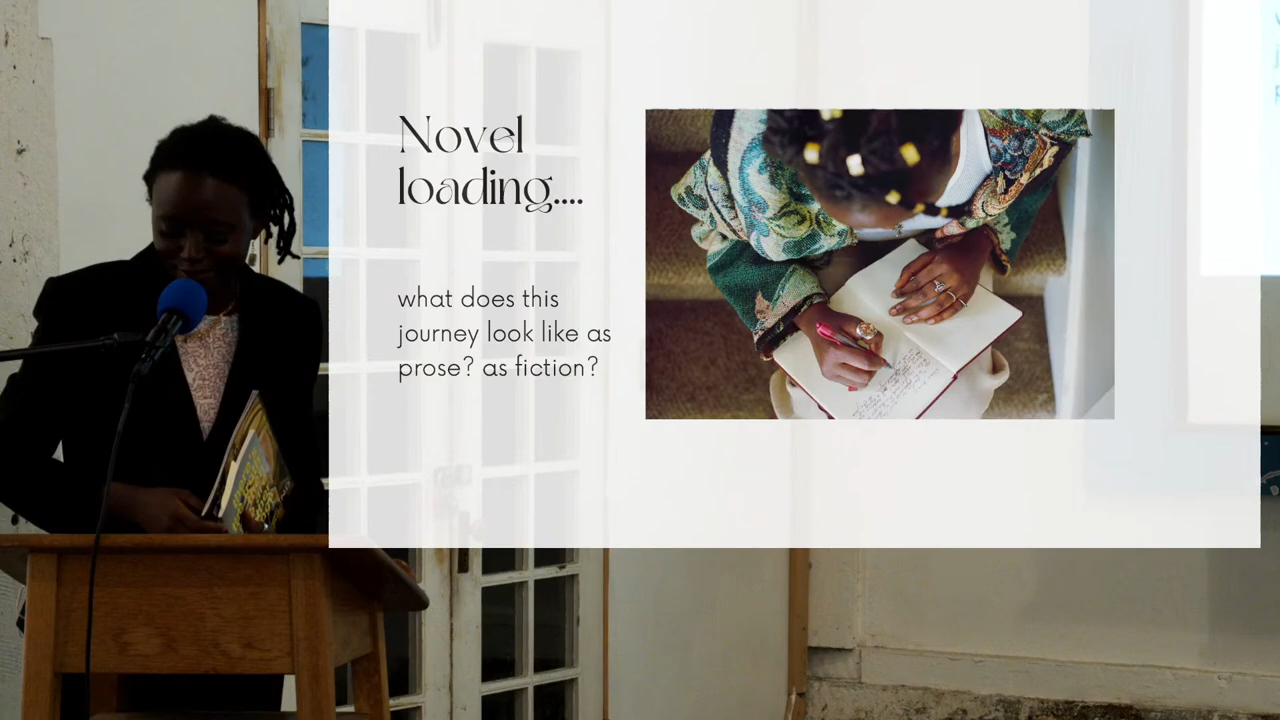 Novel
loading....
what does this
journey look like as
prose? as fiction?